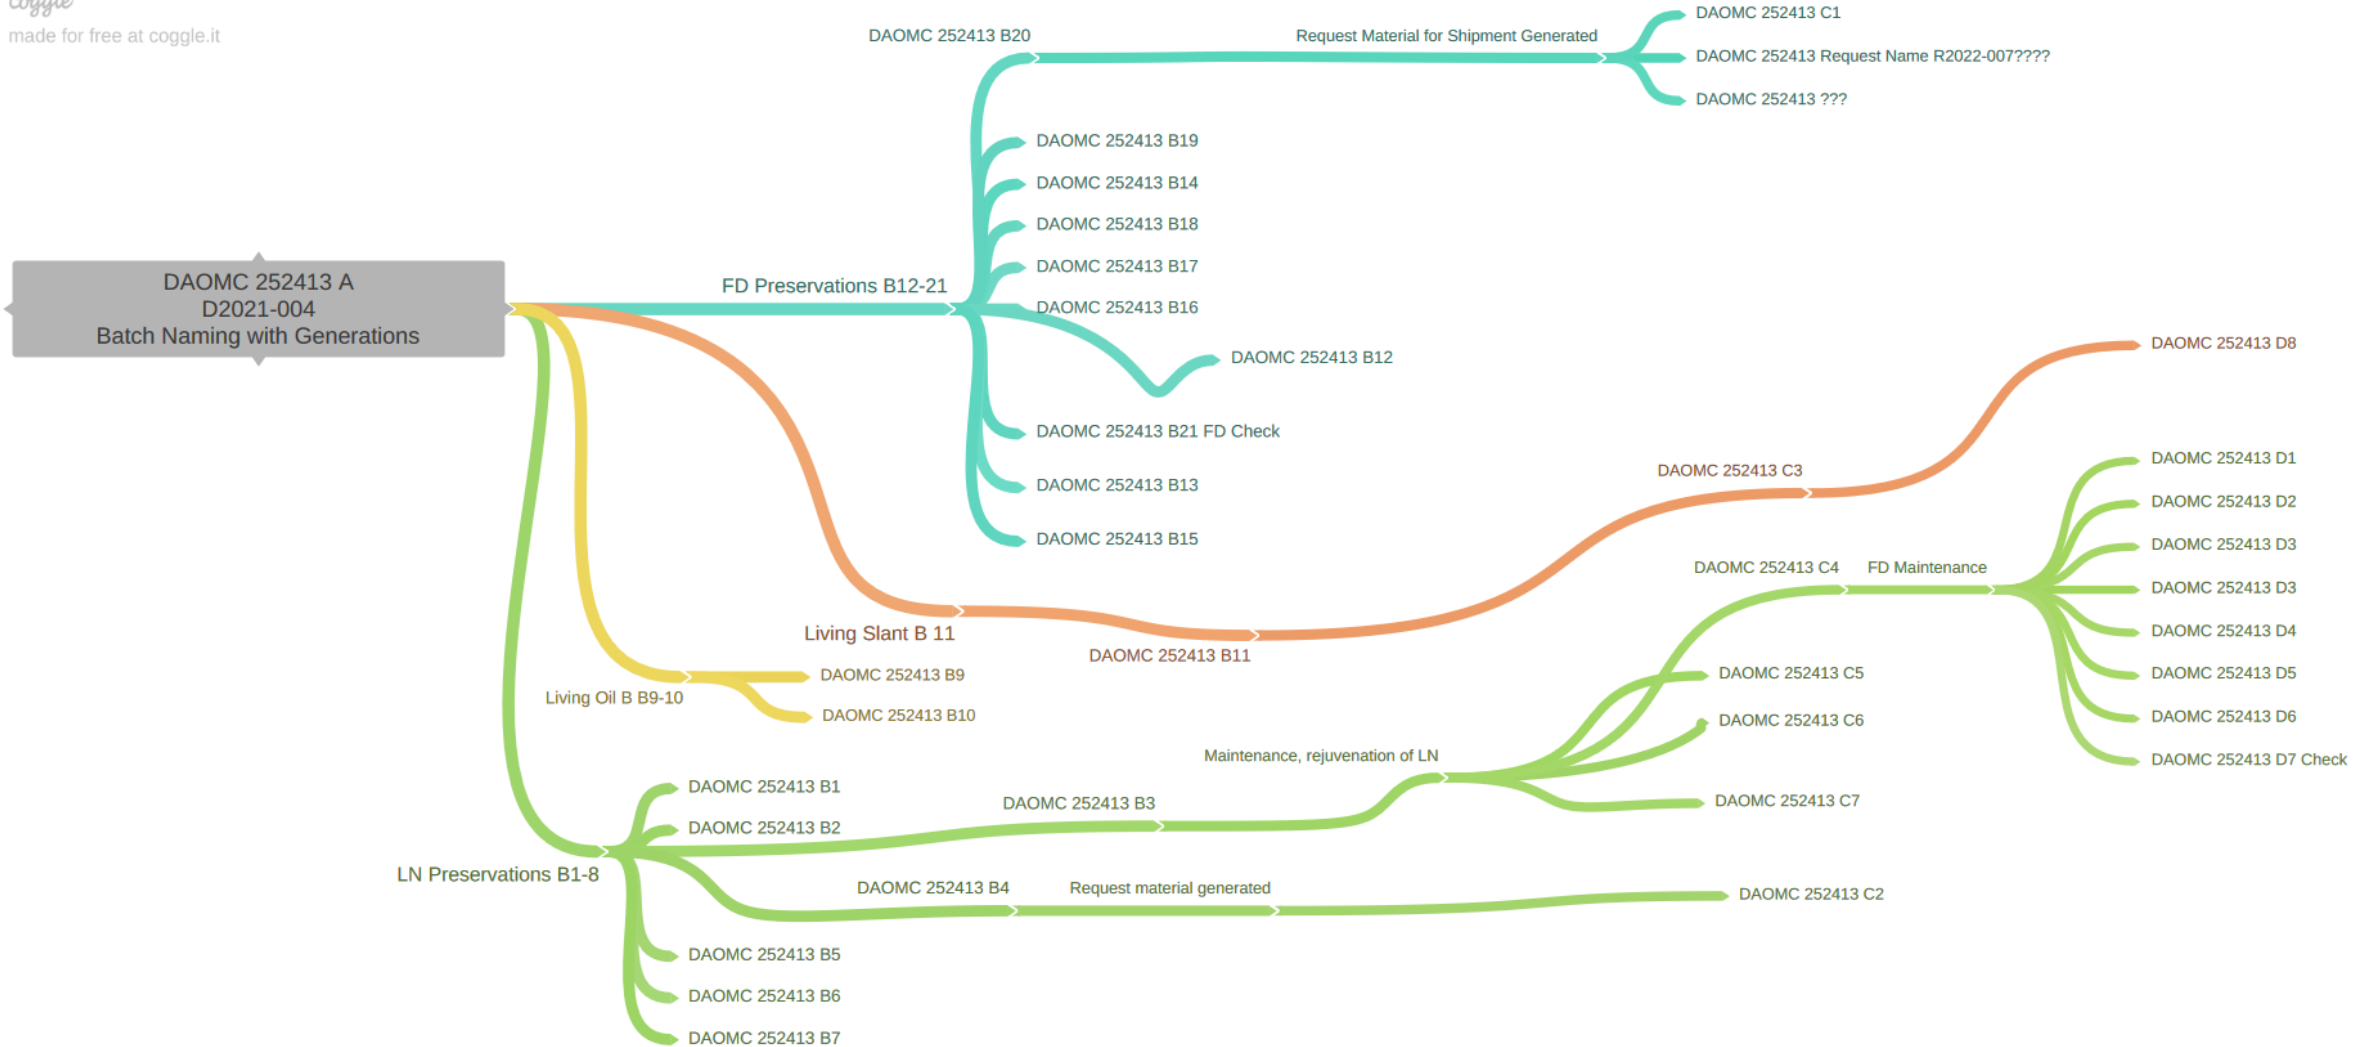 coggle
made for free at coggle.it
DAOMC 252413 A
D2021-004
Batch Naming with Generations
FD Preservations B12-21
DAOMC 252413 B20
Request Material for Shipment Generated
DAOMC 252413 C1
DAOMC 252413 Request Name R2022-007????
DAOMC 252413 ???
DAOMC 252413 B19
DAOMC 252413 B14
DAOMC 252413 B18
DAOMC 252413 B17
DAOMC 252413 B16
DAOMC 252413 B12
DAOMC 252413 B21 FD Check
DAOMC 252413 B13
DAOMC 252413 B15
Living Slant B 11
DAOMC 252413 B11
DAOMC 252413 C3
DAOMC 252413 D8
Living Oil B B9-10
DAOMC 252413 B9
DAOMC 252413 B10
LN Preservations B1-8
DAOMC 252413 B1
DAOMC 252413 B2
DAOMC 252413 B3
Maintenance, rejuvenation of LN
DAOMC 252413 C4
FD Maintenance
DAOMC 252413 D1
DAOMC 252413 D2
DAOMC 252413 D3
DAOMC 252413 D3
DAOMC 252413 D4
DAOMC 252413 D5
DAOMC 252413 D6
DAOMC 252413 D7 Check
DAOMC 252413 C5
DAOMC 252413 C6
DAOMC 252413 C7
DAOMC 252413 B4
Request material generated
DAOMC 252413 C2
DAOMC 252413 B5
DAOMC 252413 B6
DAOMC 252413 B7